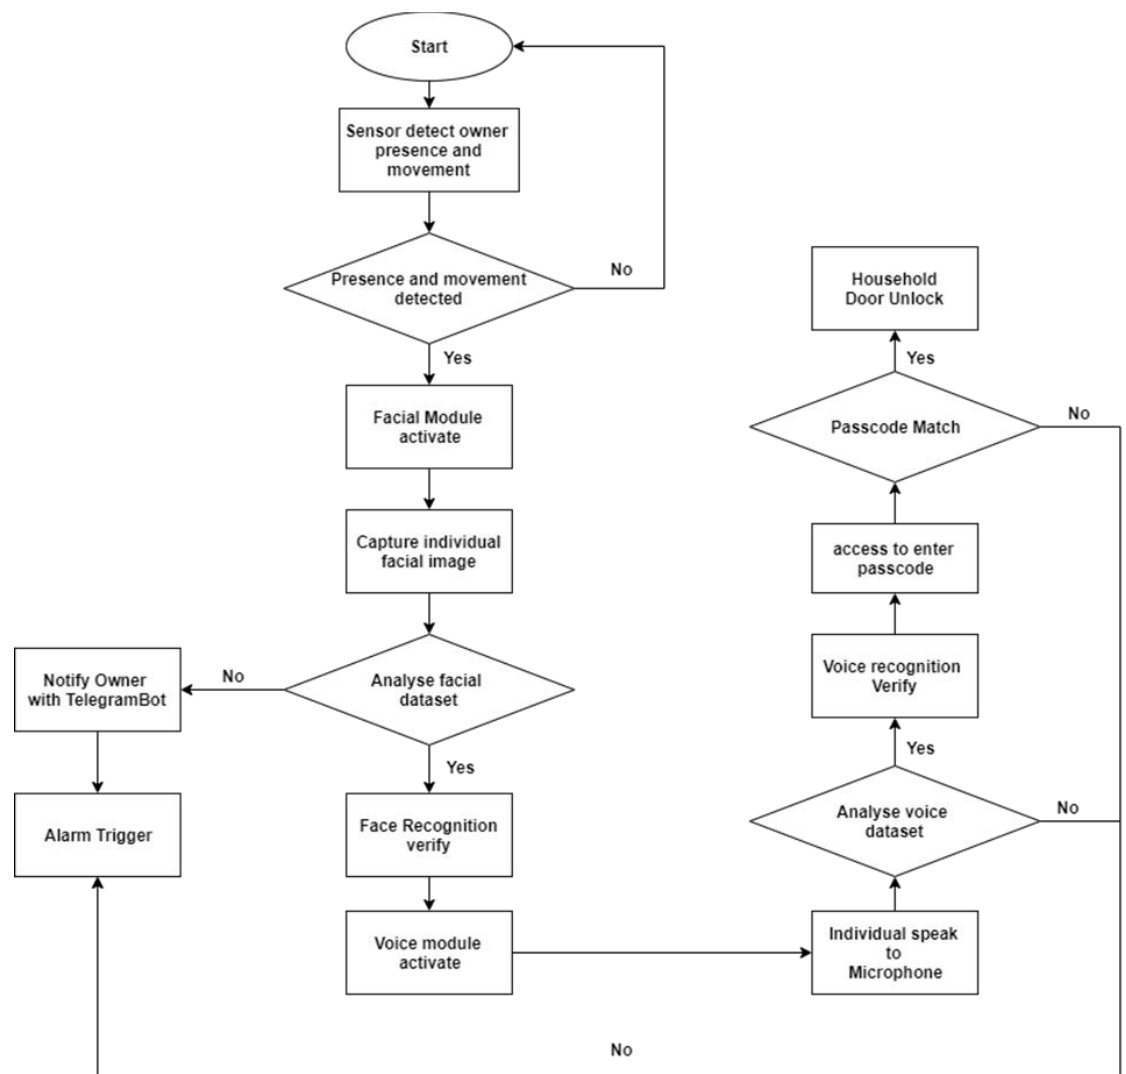 Start
Sensor detect owner
presence and
movement
Presence and movement
detected
No
Yes
Facial Module
activate
Capture individual
facial image
Analyse facial
dataset
No
Notify Owner
with TelegramBot
Alarm Trigger
Yes
Face Recognition
verify
Voice module
activate
Individual speak
to
Microphone
Analyse voice
dataset
No
Yes
Voice recognition
Verify
access to enter
passcode
Passcode Match
No
Yes
Household
Door Unlock
No